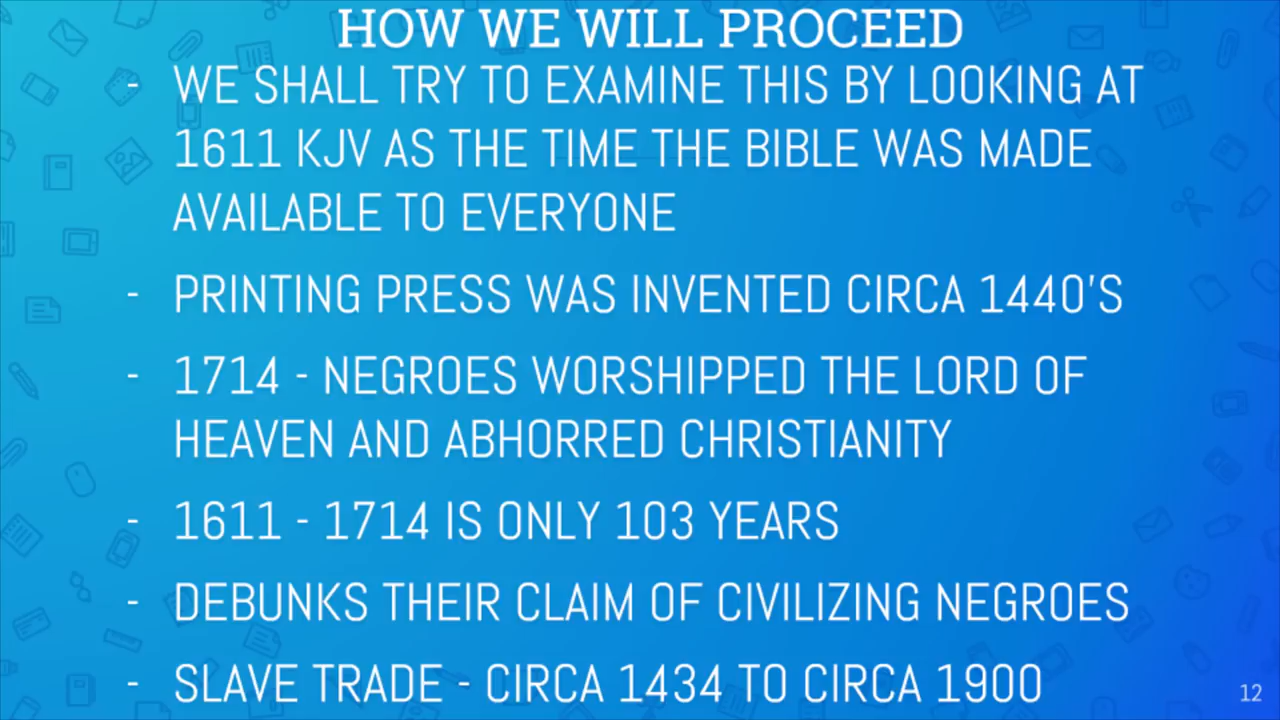 HOW WE WILL PROCEED
- WE SHALL TRY TO EXAMINE THIS BY LOOKING AT
1611 KJV AS THE TIME THE BIBLE WAS MADE
AVAILABLE TO EVERYONE
- PRINTING PRESS WAS INVENTED CIRCA 1440'S
- 1714 - NEGROES WORSHIPPED THE LORD OF
HEAVEN AND ABHORRED CHRISTIANITY
- 1611 - 1714 IS ONLY 103 YEARS
- DEBUNKS THEIR CLAIM OF CIVILIZING NEGROES
- SLAVE TRADE - CIRCA 1434 TO CIRCA 1900
12